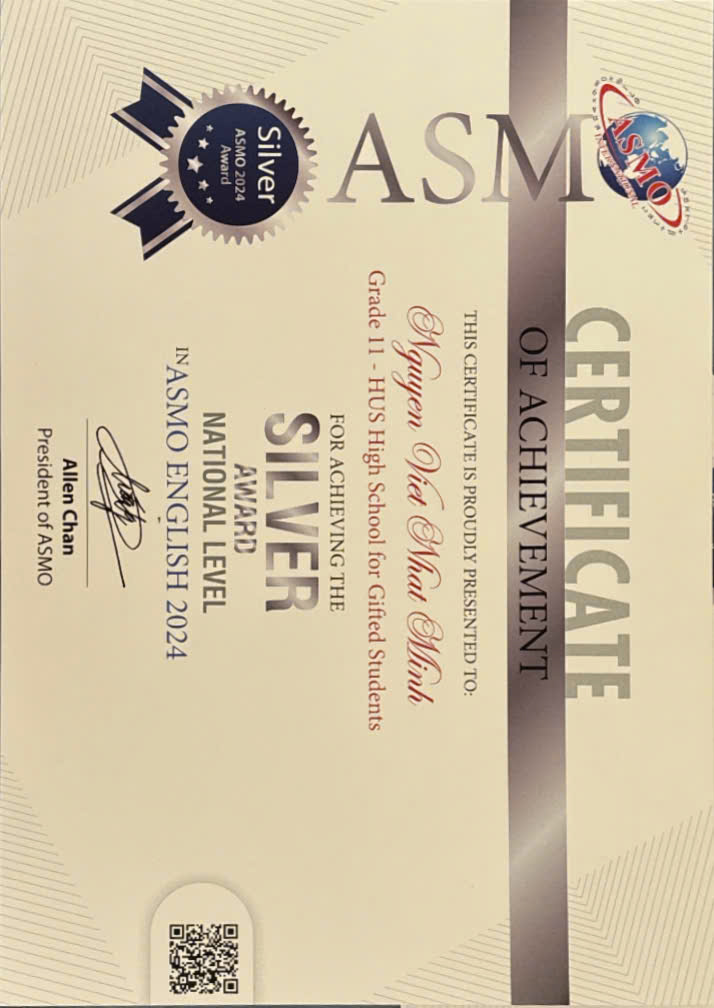 ASMO
INTERNATIONAL
ASMO
CERTIFICATE
OF ACHIEVEMENT
THIS CERTIFICATE IS PROUDLY PRESENTED TO:
Nguyen Viet Nhat Minh
Grade 11 - HUS High School for Gifted Students
FOR ACHIEVING THE
SILVER
AWARD
NATIONAL LEVEL
IN ASMO ENGLISH 2024
Silver
ASMO 2024
Award
Allen Chan
President of ASMO